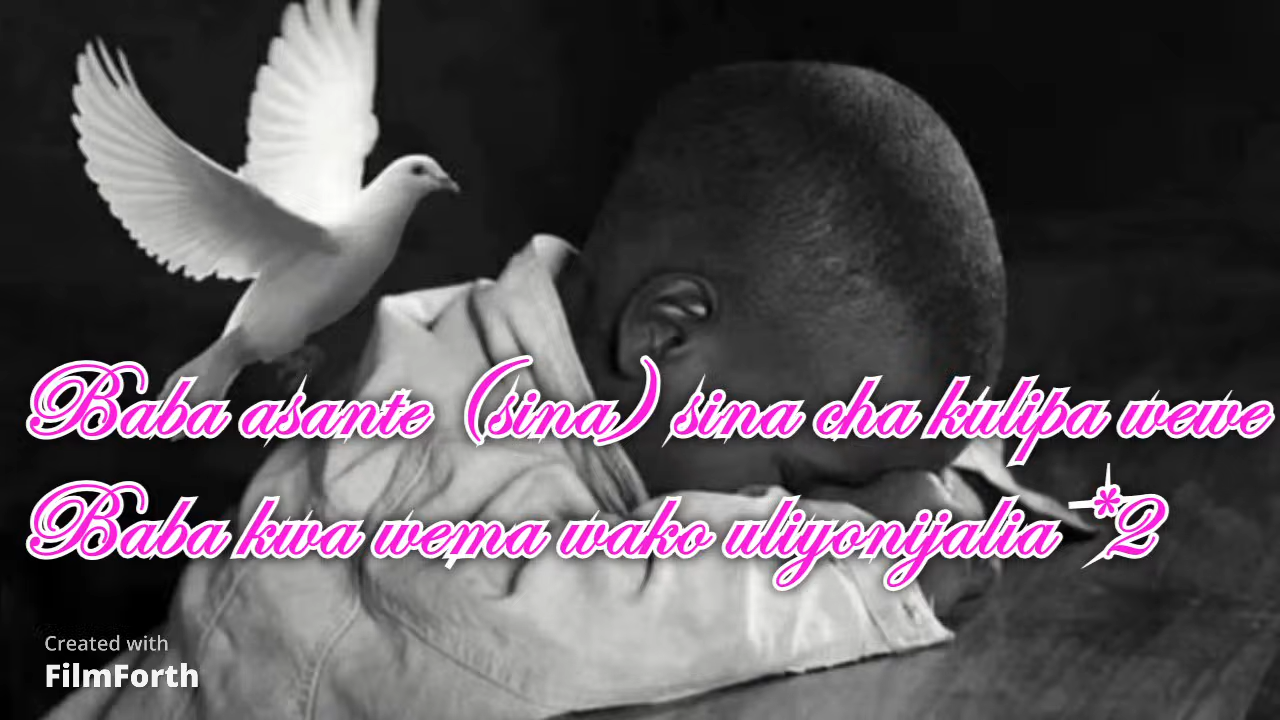 Baba asante (sina) sina cha kulipa wewe
Baba kwa wema wako uliyonijalia *2
Created with
FilmForth